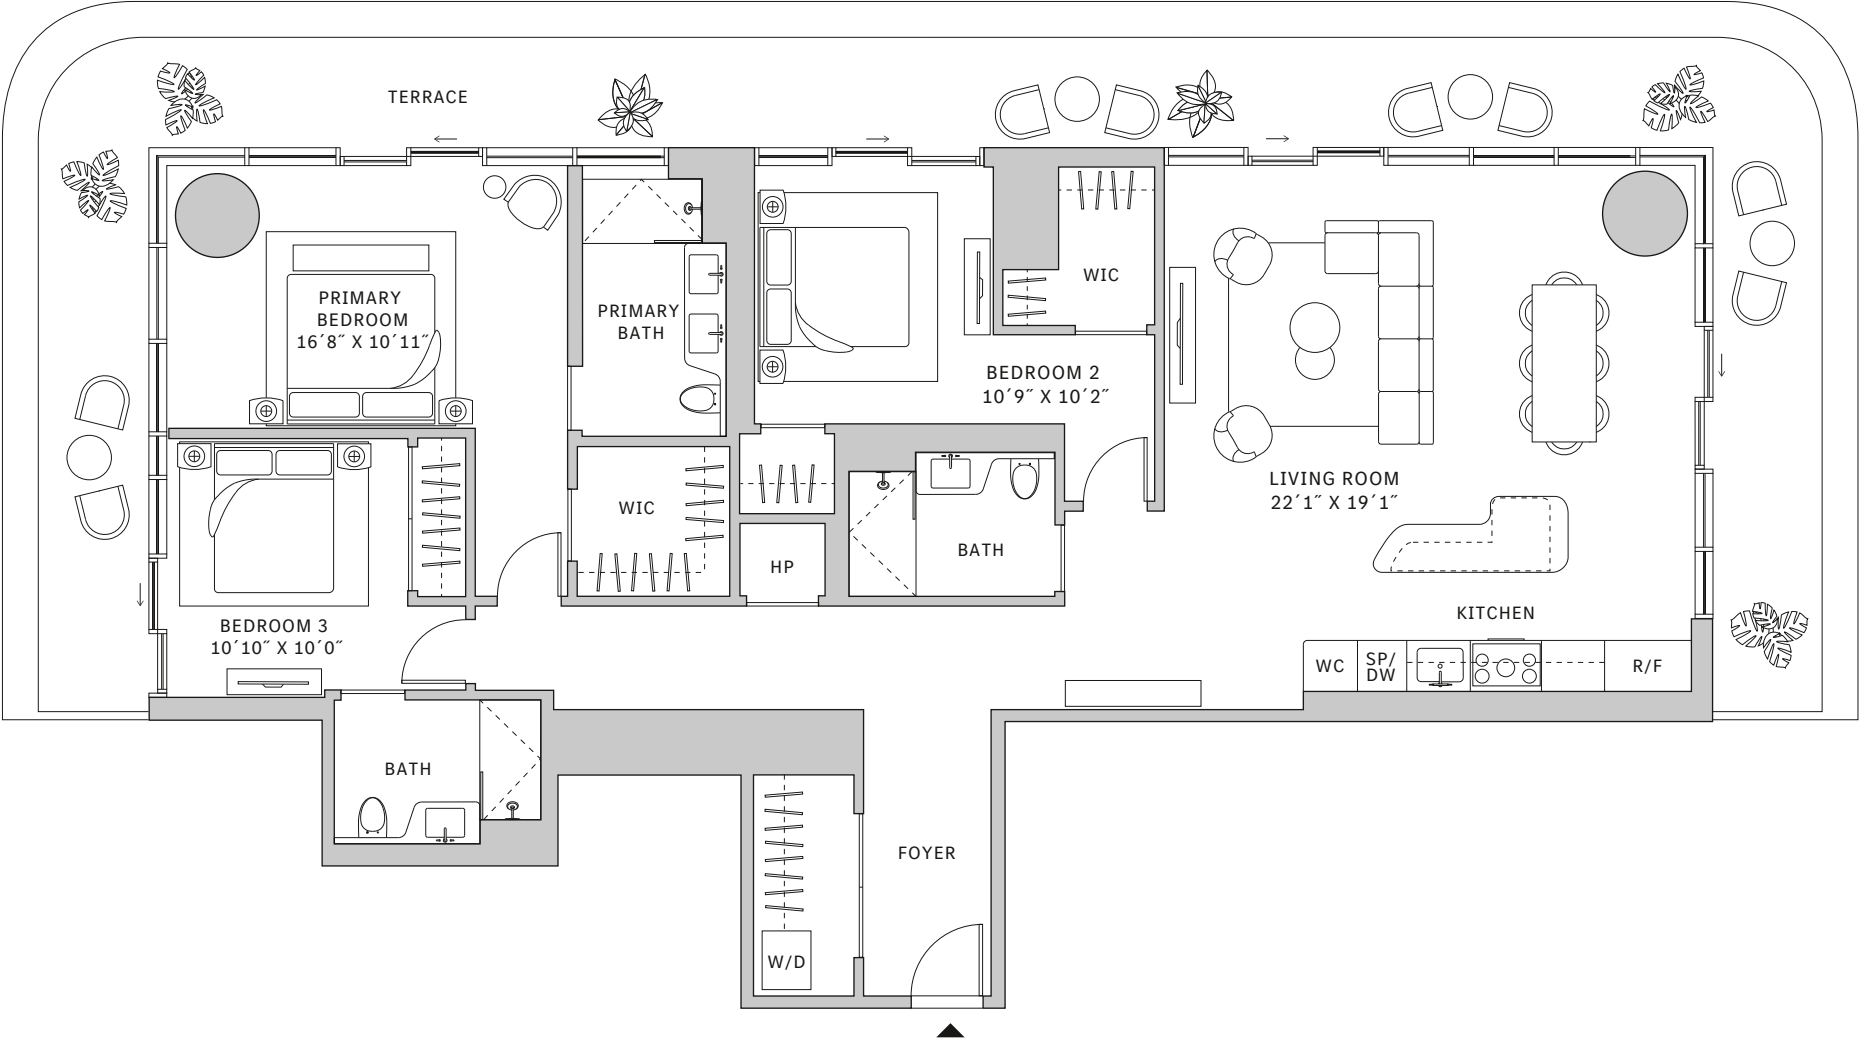 TERRACE
PRIMARY
BEDROOM
16´8˝ X 10´11˝
PRIMARY
BATH
WIC
BEDROOM 2
10´9˝ X 10´2˝
LIVING ROOM
22´1˝ X 19´1˝
WIC
BATH
HP
KITCHEN
WC
SP/
DW
R/F
BEDROOM 3
10´10˝ X 10´0˝
BATH
FOYER
W/D